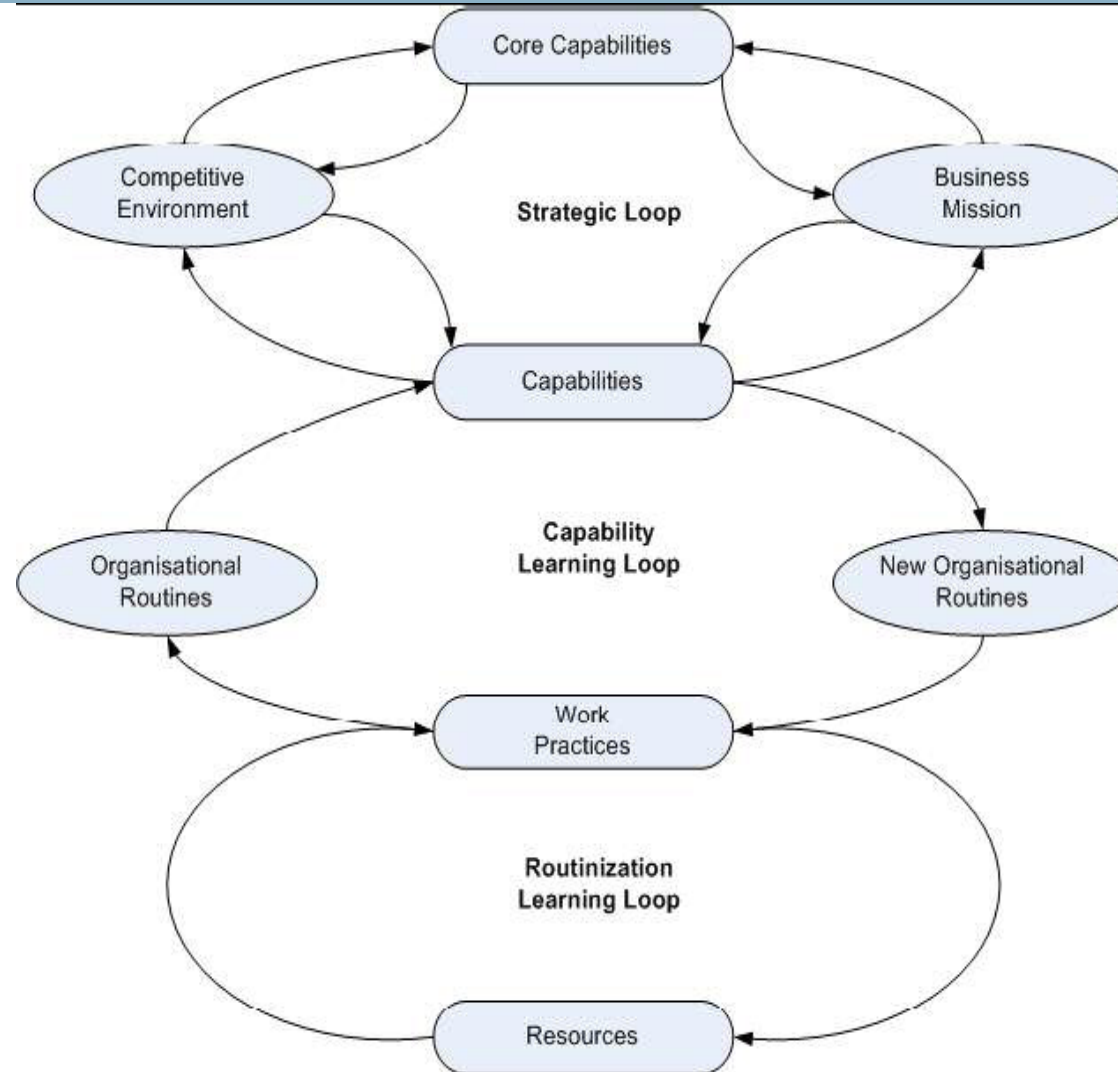 Core Capabilities
Competitive
Environment
Business
Mission
Strategic Loop
Capabilities
Capability
Learning Loop
Organisational
Routines
New Organisational
Routines
Work
Practices
Routinization
Learning Loop
Resources